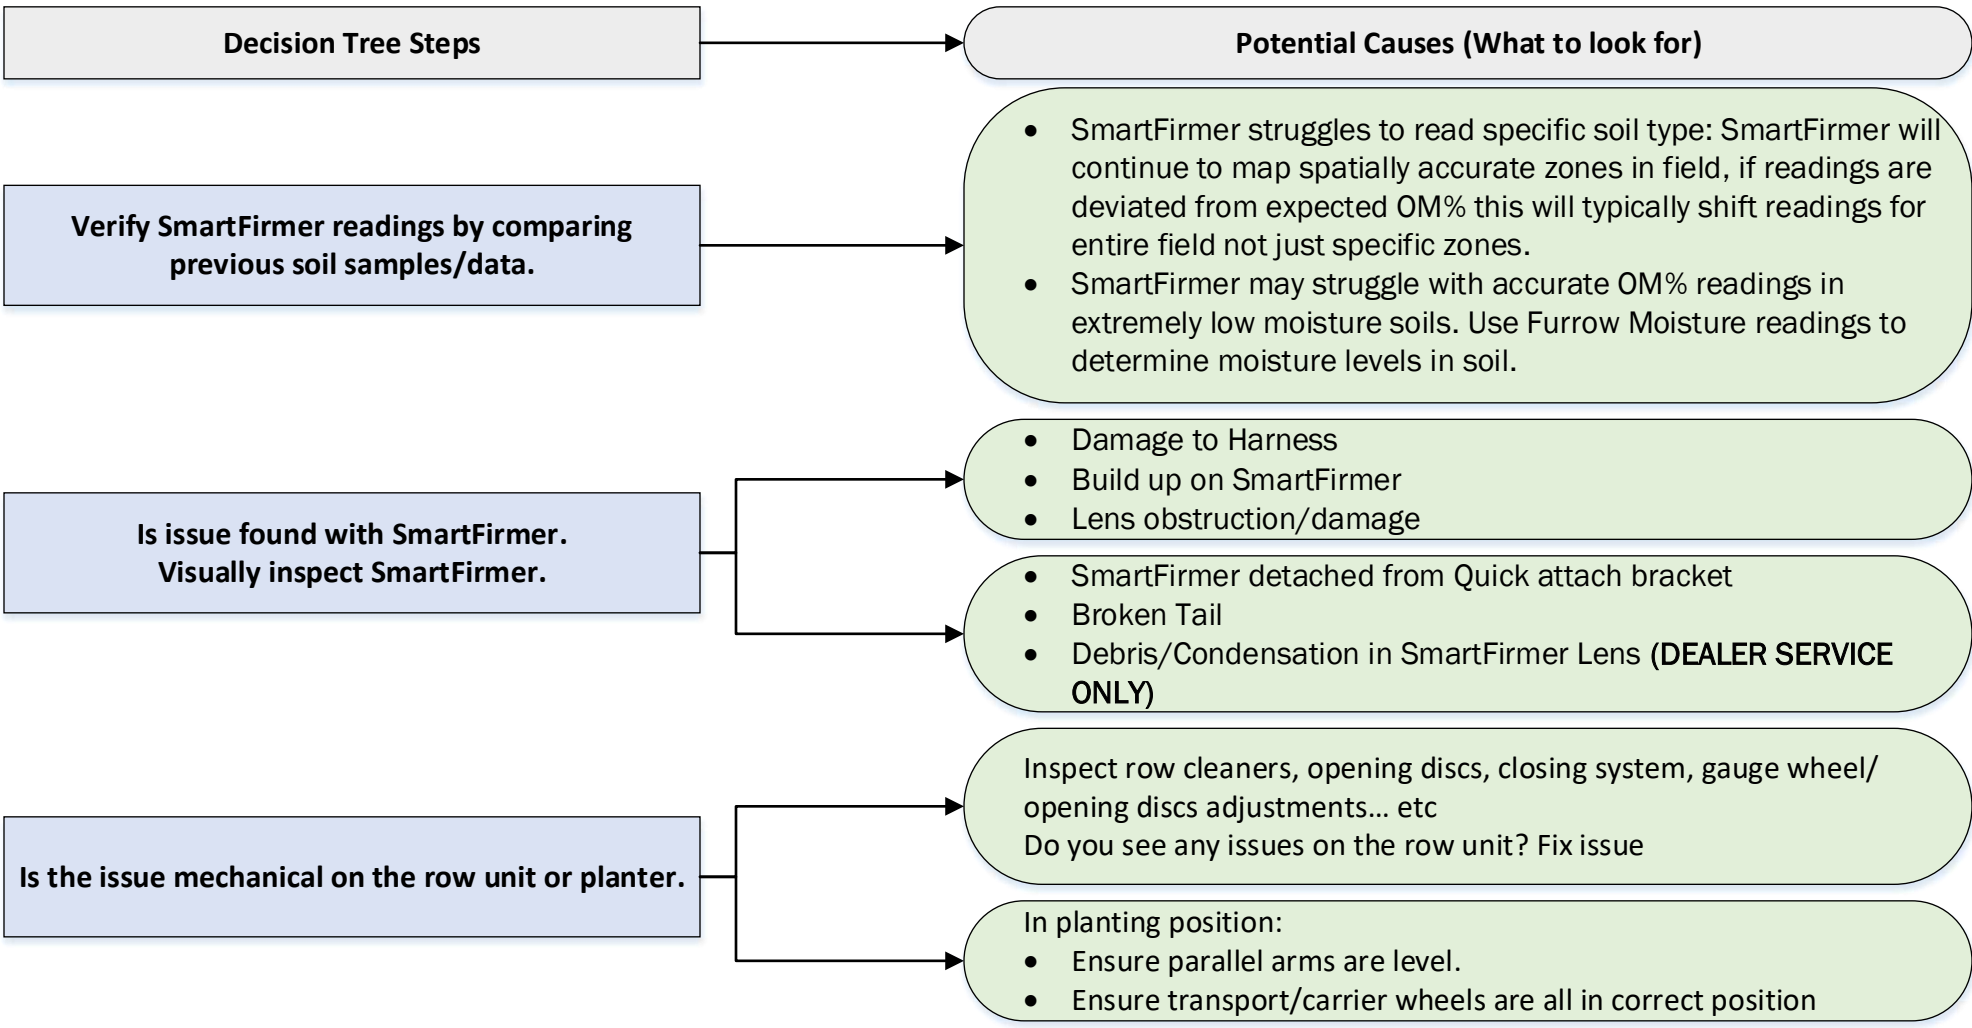 Decision Tree Steps
Potential Causes (What to look for)
Verify SmartFirmer readings by comparing
previous soil samples/data.
• SmartFirmer struggles to read specific soil type: SmartFirmer will
continue to map spatially accurate zones in field, if readings are
deviated from expected OM% this will typically shift readings for
entire field not just specific zones.
• SmartFirmer may struggle with accurate OM% readings in
extremely low moisture soils. Use Furrow Moisture readings to
determine moisture levels in soil.
Is issue found with SmartFirmer.
Visually inspect SmartFirmer.
• Damage to Harness
• Build up on SmartFirmer
• Lens obstruction/damage
• SmartFirmer detached from Quick attach bracket
• Broken Tail
• Debris/Condensation in SmartFirmer Lens (DEALER SERVICE
ONLY)
Is the issue mechanical on the row unit or planter.
Inspect row cleaners, opening discs, closing system, gauge wheel/
opening discs adjustments... etc
Do you see any issues on the row unit? Fix issue
In planting position:
• Ensure parallel arms are level.
• Ensure transport/carrier wheels are all in correct position